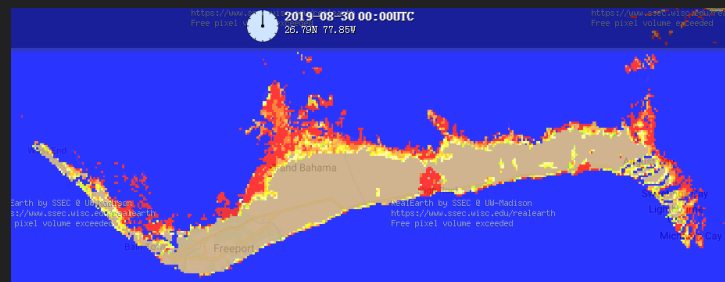 https://www.ssec.wisc.edu/realearth
https://www.ssec.wisc.edu/realearth
2019-08-30 00:00UTC
Free pixel volume exceeded
Free pixel volume exceeded
26.79N 77.85W
and Bahama
Earth by SSEC @ UW-Madison
RealEarth by SSEC @ UW-Madison
s://www.ssec.wisc.edu/realearth
https://www.ssec.wisc.edu/realearth
pixel volume exceeded
Free pixel volume exceeded
Freeport
Cay